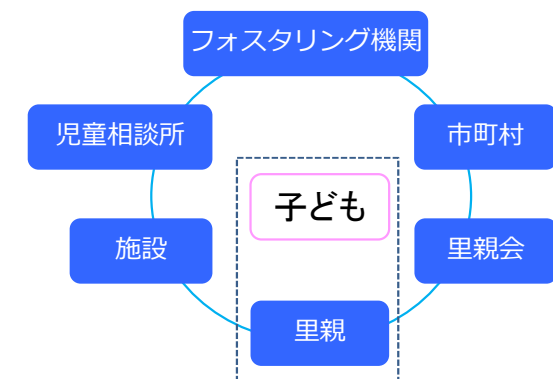 フォスタリング機関
児童相談所
市町村
子ども
施設
里親会
里親